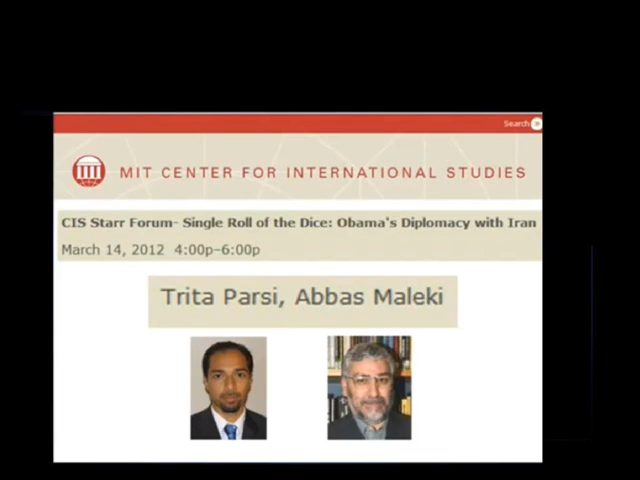 Search
MIT CENTER FOR INTERNATIONAL STUDIES
CIS Starr Forum- Single Roll of the Dice: Obama's Diplomacy with Iran
March 14, 2012 4:00p–6:00p
Trita Parsi, Abbas Maleki